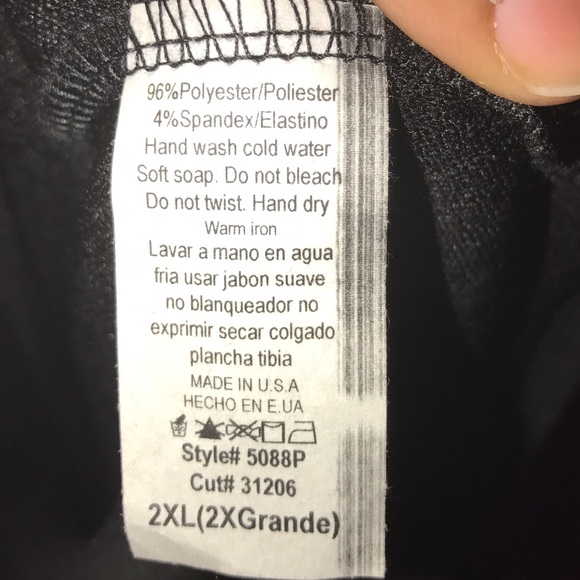 96%Polyester/Poliester
4%Spandex/Elastino
Hand wash cold water
Soft soap. Do not bleach
Do not twist. Hand dry
Warm iron
Lavar a mano en agua
fria usar jabon suave
no blanqueador no
exprimir secar colgado
plancha tibia
MADE IN U.S.A
HECHO EN E.UA
Style# 5088P
Cut# 31206
2XL(2XGrande)